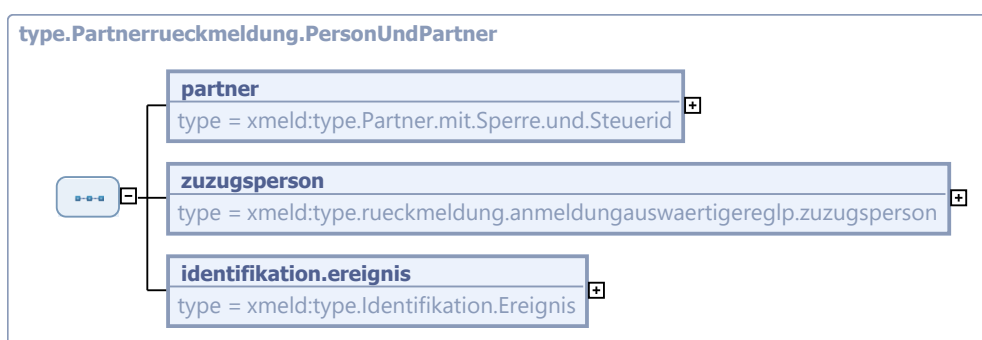 type.Partnerrueckmeldung.PersonUndPartner
partner
type = xmeld:type.Partner.mit.Sperre.und.Steuerid
zuzugsperson
type = xmeld:type.rueckmeldung.anmeldungauswaertigereglp.zuzugsperson
identifikation.ereignis
type = xmeld:type.Identifikation.Ereignis